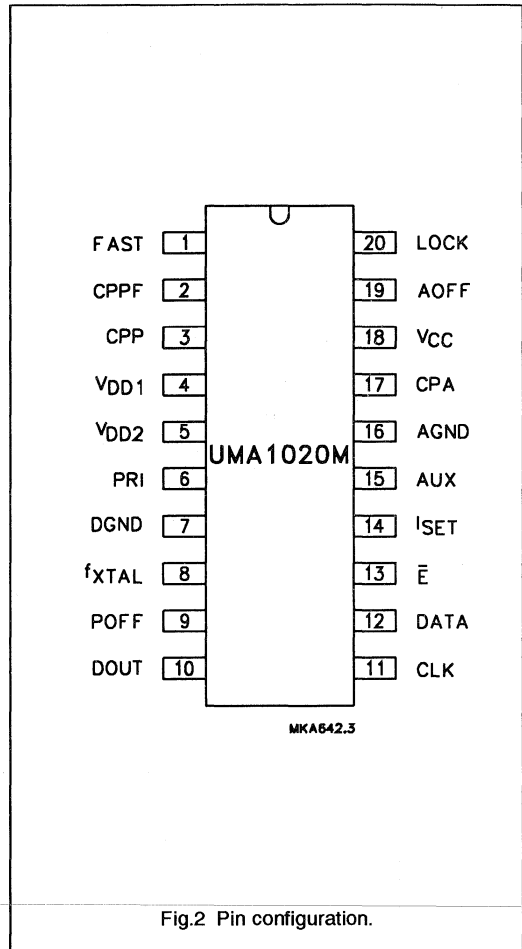 FAST 1 20 LOCK
CPPF 2 19 AOFF
CPP 3 18 VCC
VDD1 4 17 CPA
VDD2 5 16 AGND
UMA1020M
PRI 6 15 AUX
DGND 7 14 ISET
fXTAL 8 13 E̅
POFF 9 12 DATA
DOUT 10 11 CLK
MKA642.3
Fig.2 Pin configuration.